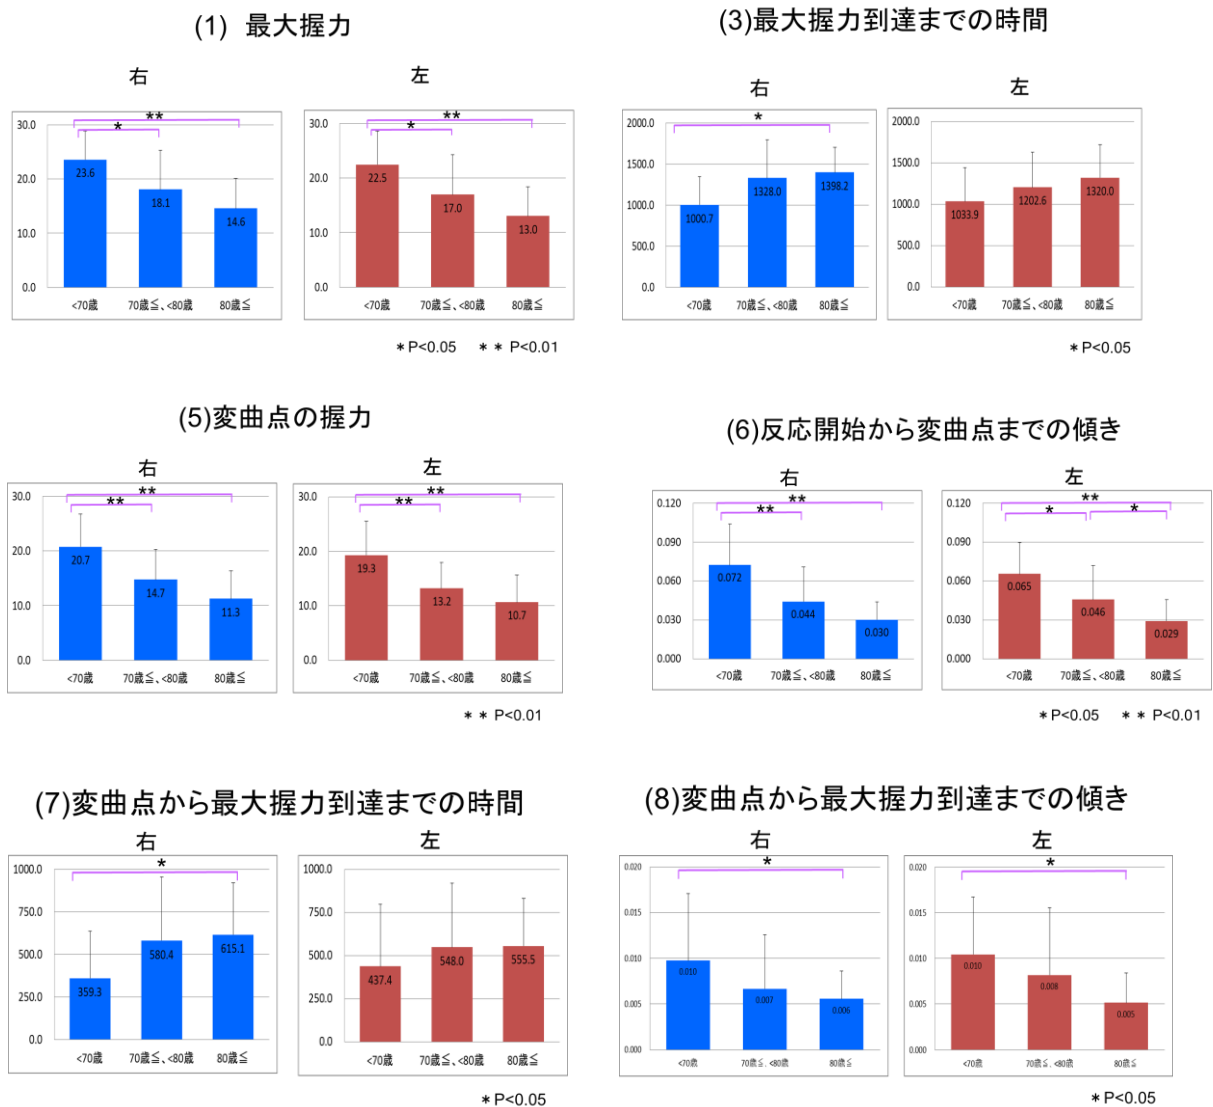 (1) 最大握力
右
**
*
30.0
20.0
10.0
0.0
23.6
18.1
14.6
<70歳
70歳≦、<80歳
80歳≦
左
**
*
30.0
20.0
10.0
0.0
22.5
17.0
13.0
<70歳
70歳≦、<80歳
80歳≦
*P<0.05 ** P<0.01
(3)最大握力到達までの時間
右
*
2000.0
1500.0
1000.0
500.0
0.0
1000.7
1328.0
1398.2
<70歳
70歳≦、<80歳
80歳≦
左
2000.0
1500.0
1000.0
500.0
0.0
1033.9
1202.6
1320.0
<70歳
70歳≦、<80歳
80歳≦
*P<0.05
(5)変曲点の握力
右
**
**
30.0
20.0
10.0
0.0
20.7
14.7
11.3
<70歳
70歳≦、<80歳
80歳≦
左
**
**
30.0
20.0
10.0
0.0
19.3
13.2
10.7
<70歳
70歳≦、<80歳
80歳≦
** P<0.01
(6)反応開始から変曲点までの傾き
右
**
**
0.120
0.090
0.060
0.030
0.000
0.072
0.044
0.030
<70歳
70歳≦、<80歳
80歳≦
左
**
*
*
0.120
0.090
0.060
0.030
0.000
0.065
0.046
0.029
<70歳
70歳≦、<80歳
80歳≦
*P<0.05 ** P<0.01
(7)変曲点から最大握力到達までの時間
右
*
1000.0
750.0
500.0
250.0
0.0
359.3
580.4
615.1
<70歳
70歳≦、<80歳
80歳≦
左
1000.0
750.0
500.0
250.0
0.0
437.4
548.0
555.5
<70歳
70歳≦、<80歳
80歳≦
*P<0.05
(8)変曲点から最大握力到達までの傾き
右
*
0.020
0.015
0.010
0.005
0.000
0.010
0.007
0.006
<70歳
70歳≦、<80歳
80歳≦
左
*
0.020
0.015
0.010
0.005
0.000
0.010
0.008
0.005
<70歳
70歳≦、<80歳
80歳≦
*P<0.05